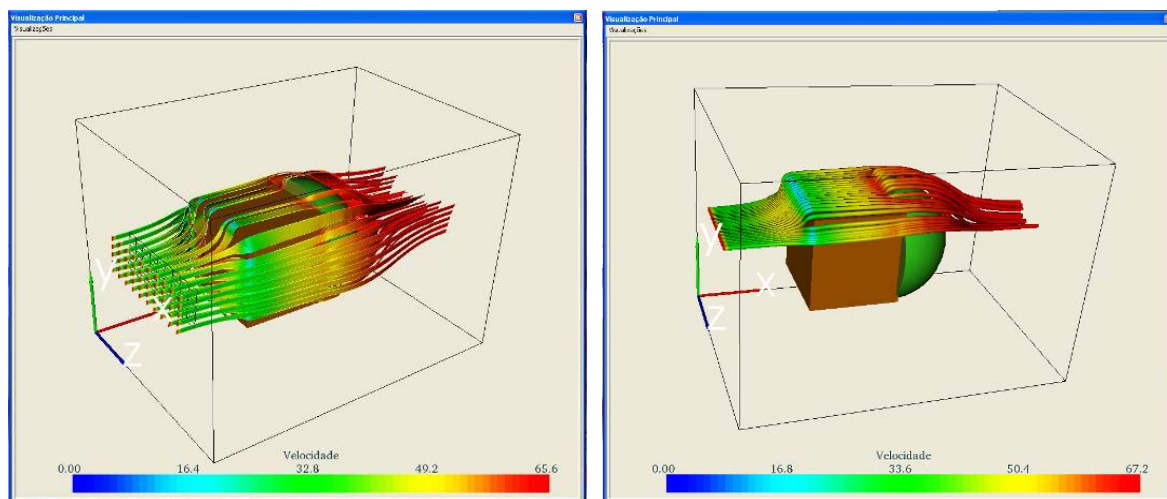 Visualização Principal
Visualizações
y
x
z
Velocidade
0.00 16.4 32.8 49.2 65.6
Visualização Principal
Visualizações
y
x
z
Velocidade
0.00 16.8 33.6 50.4 67.2